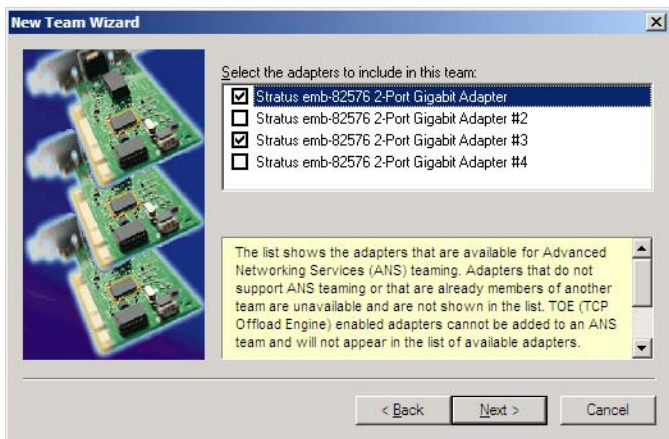 New Team Wizard
Select the adapters to include in this team:
Stratus emb-82576 2-Port Gigabit Adapter
Stratus emb-82576 2-Port Gigabit Adapter #2
Stratus emb-82576 2-Port Gigabit Adapter #3
Stratus emb-82576 2-Port Gigabit Adapter #4
The list shows the adapters that are available for Advanced
Networking Services (ANS) teaming. Adapters that do not
support ANS teaming or that are already members of another
team are unavailable and are not shown in the list. TOE (TCP
Offload Engine) enabled adapters cannot be added to an ANS
team and will not appear in the list of available adapters.
< Back
Next >
Cancel